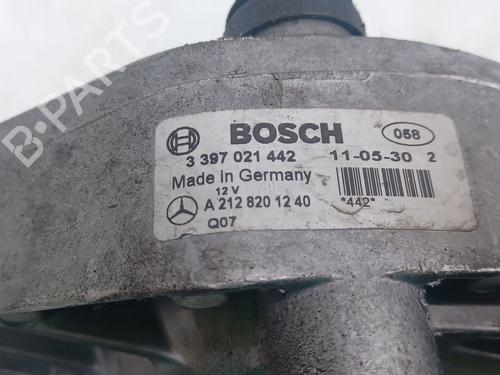 BOSCH 058
3 397 021 442 11-05-30 2
Made in Germany
12 V
A 212 820 12 40 *442*
Q07
B-PARTS